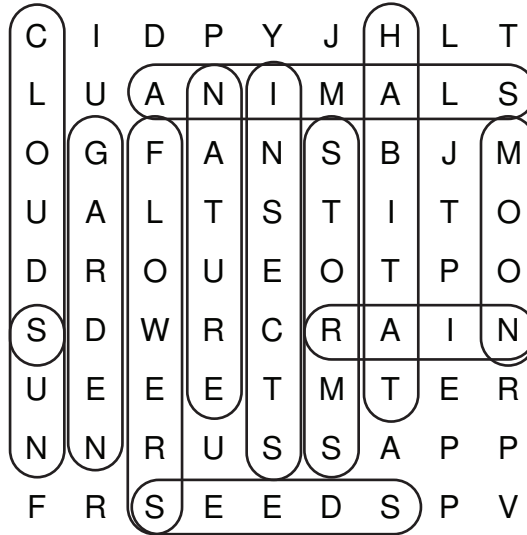 C I D P Y J H L T
L U A N I M A L S
O G F A N S B J M
U A L T S T I T O
D R O U E O T P O
S D W R C R A I N
U E E E T M T E R
N N R U S S A P P
F R S E E D S P V